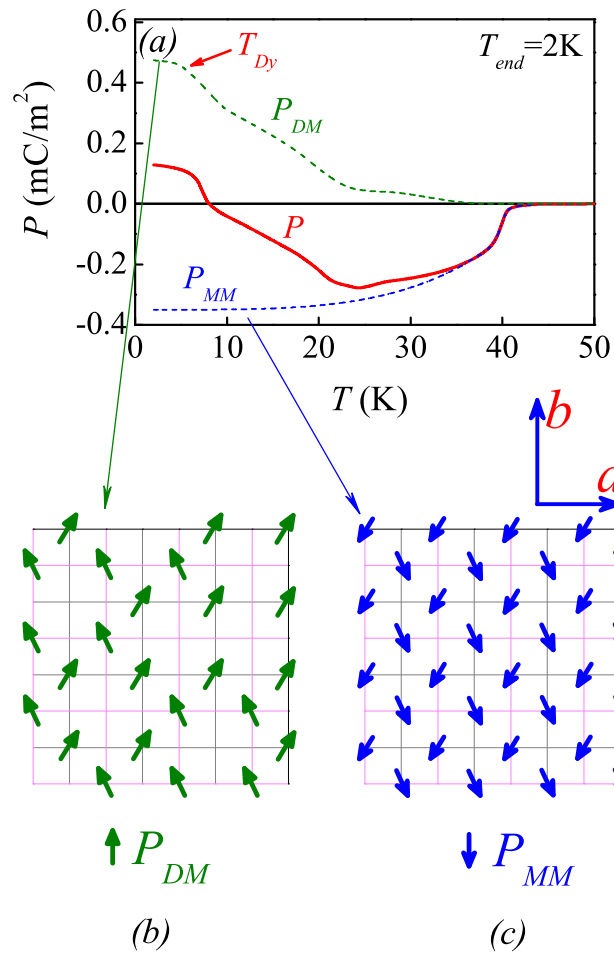 (a)
T_end=2K
T_Dy
P_DM
P
P_MM
P (mC/m²)
0.6
0.4
0.2
0.0
-0.2
-0.4
0 10 20 30 40 50
T (K)
b
a
P_DM
P_MM
(b)
(c)